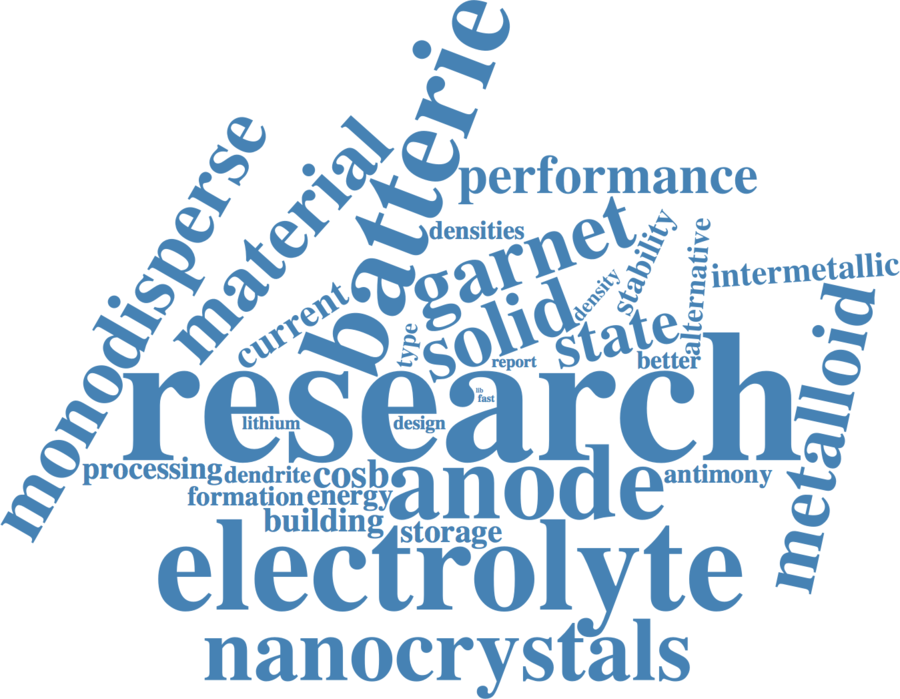 batterie
monodisperse
material
performance
densities
garnet
stability
alternative
intermetallic
density
current
solid
state
type
report
better
metalloid
research
lib
fast
lithium
design
processing
dendrite
cosb
anode
antimony
formation
energy
building
storage
electrolyte
nanocrystals